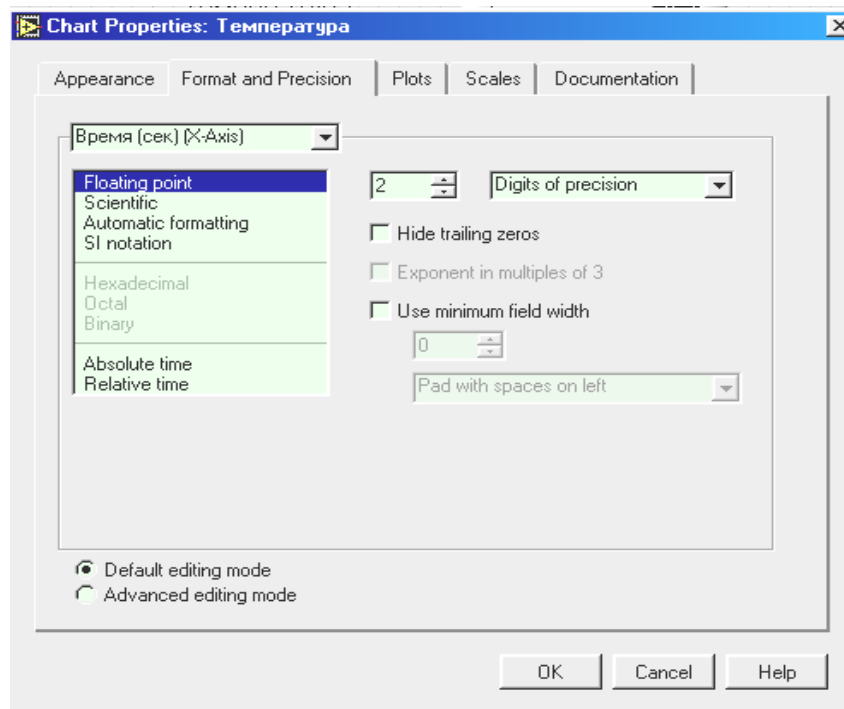 Chart Properties: Температура
Appearance Format and Precision Plots Scales Documentation
Время (сек) (X-Axis)
Floating point
Scientific
Automatic formatting
SI notation
Hexadecimal
Octal
Binary
Absolute time
Relative time
2 Digits of precision
Hide trailing zeros
Exponent in multiples of 3
Use minimum field width
0
Pad with spaces on left
Default editing mode
Advanced editing mode
OK Cancel Help